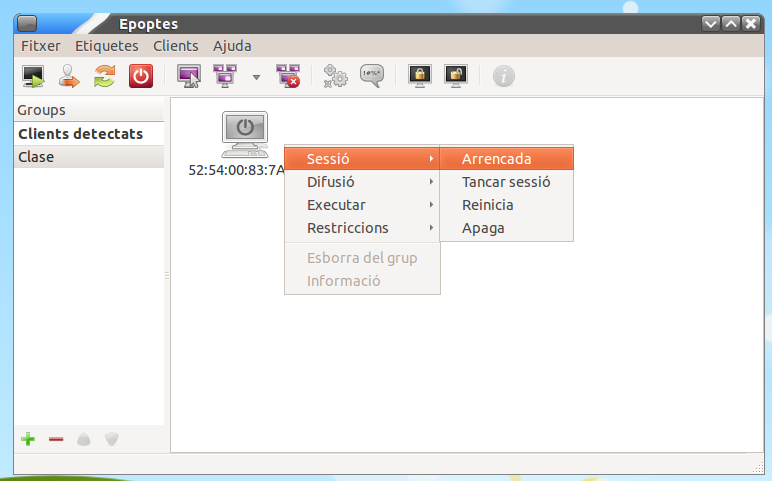 Epoptes
Fitxer Etiquetes Clients Ajuda
!#%*
Groups
Clients detectats
Clase
52:54:00:83:7A
Sessió
Difusió
Executar
Restriccions
Esborra del grup
Informació
Arrencada
Tancar sessió
Reinicia
Apaga